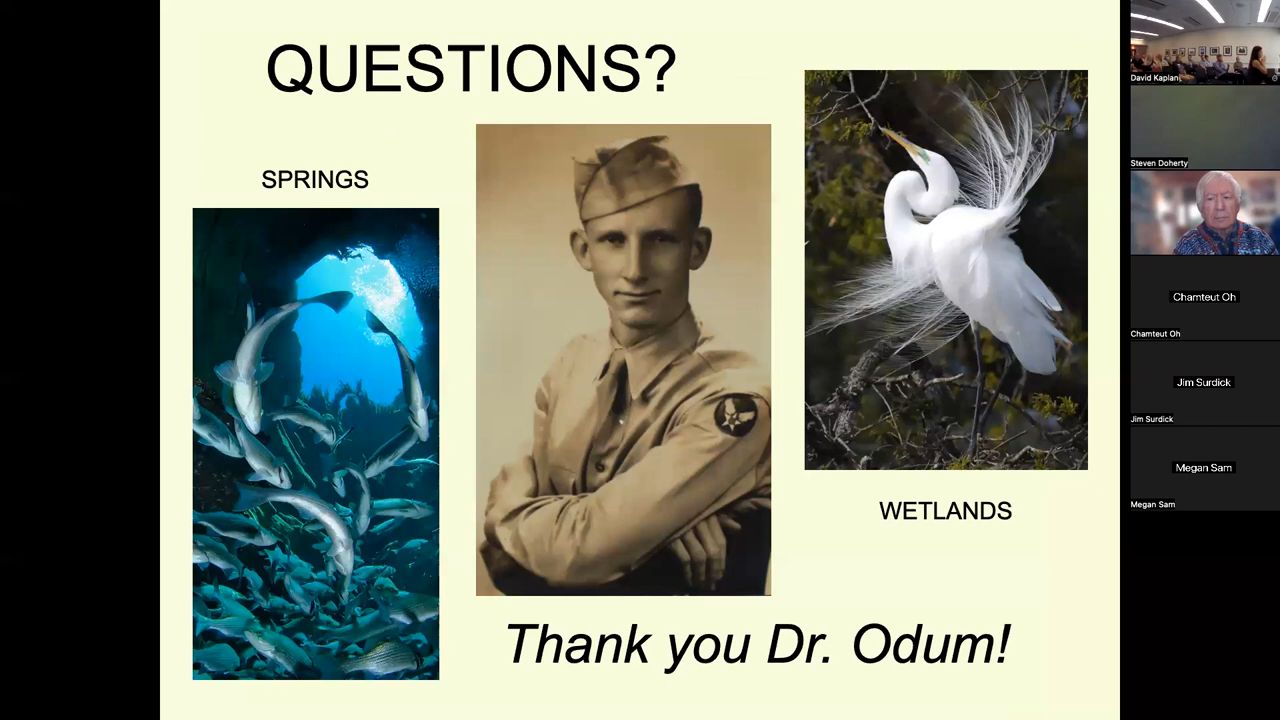 QUESTIONS?
SPRINGS
WETLANDS
Thank you Dr. Odum!
David Kaplan
Steven Doherty
Chamteut Oh
Chamteut Oh
Jim Surdick
Jim Surdick
Megan Sam
Megan Sam